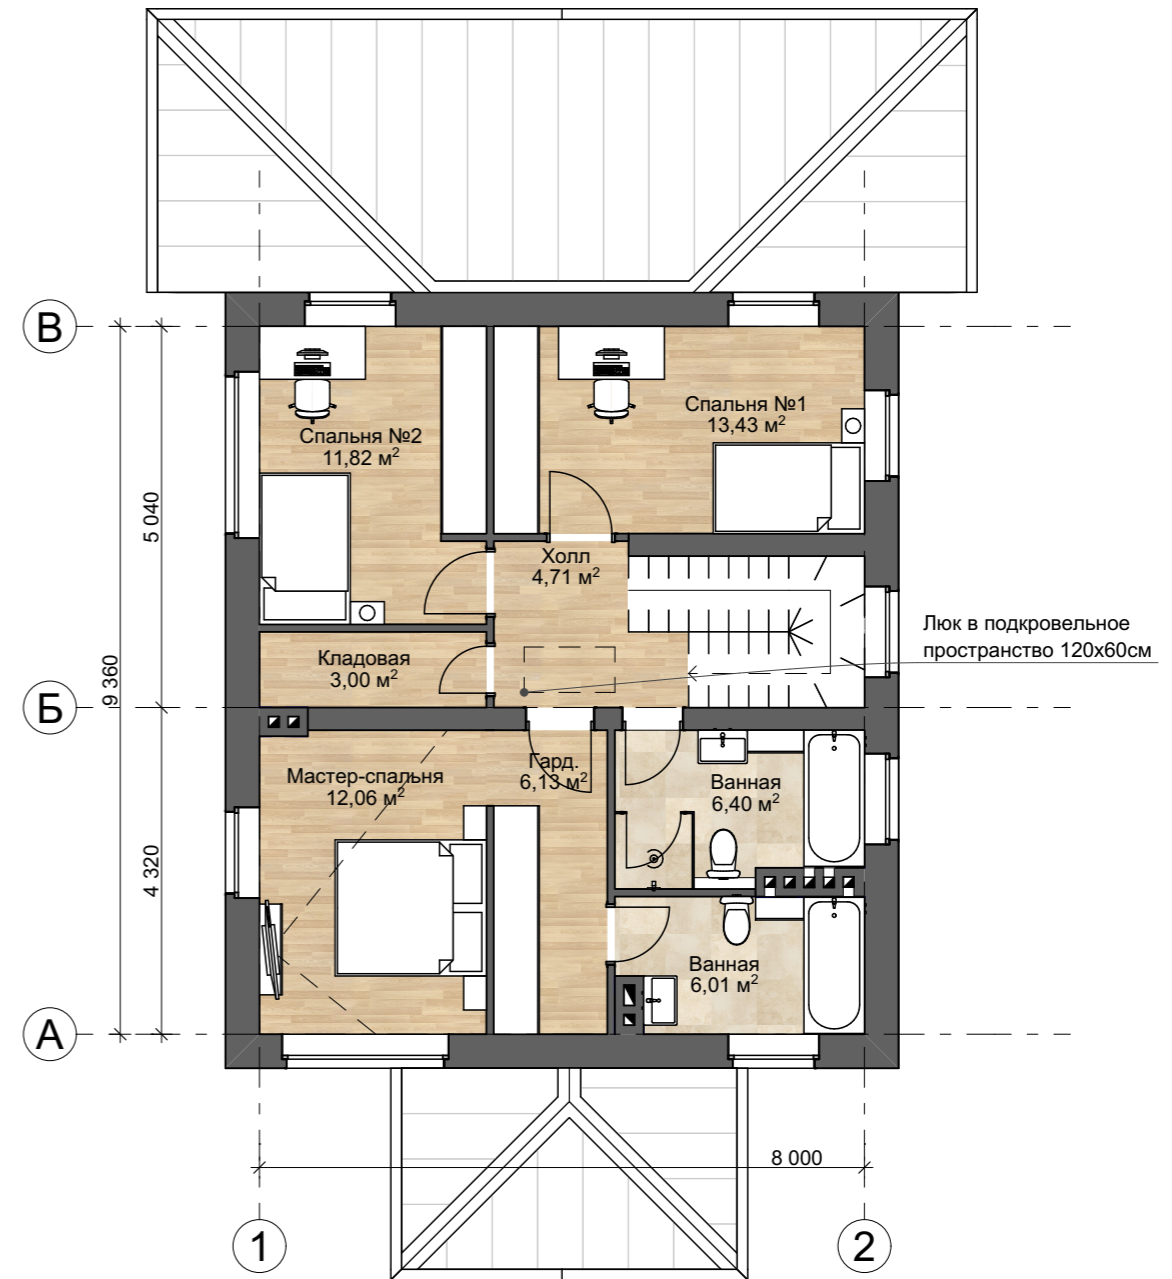 В
Спальня №1
13,43 м²
Спальня №2
11,82 м²
5 040
Холл
4,71 м²
Люк в подкровельное
пространство 120х60см
Кладовая
3,00 м²
9 360
Б
Гард.
6,13 м²
Мастер-спальня
12,06 м²
Ванная
6,40 м²
4 320
Ванная
6,01 м²
А
8 000
1
2